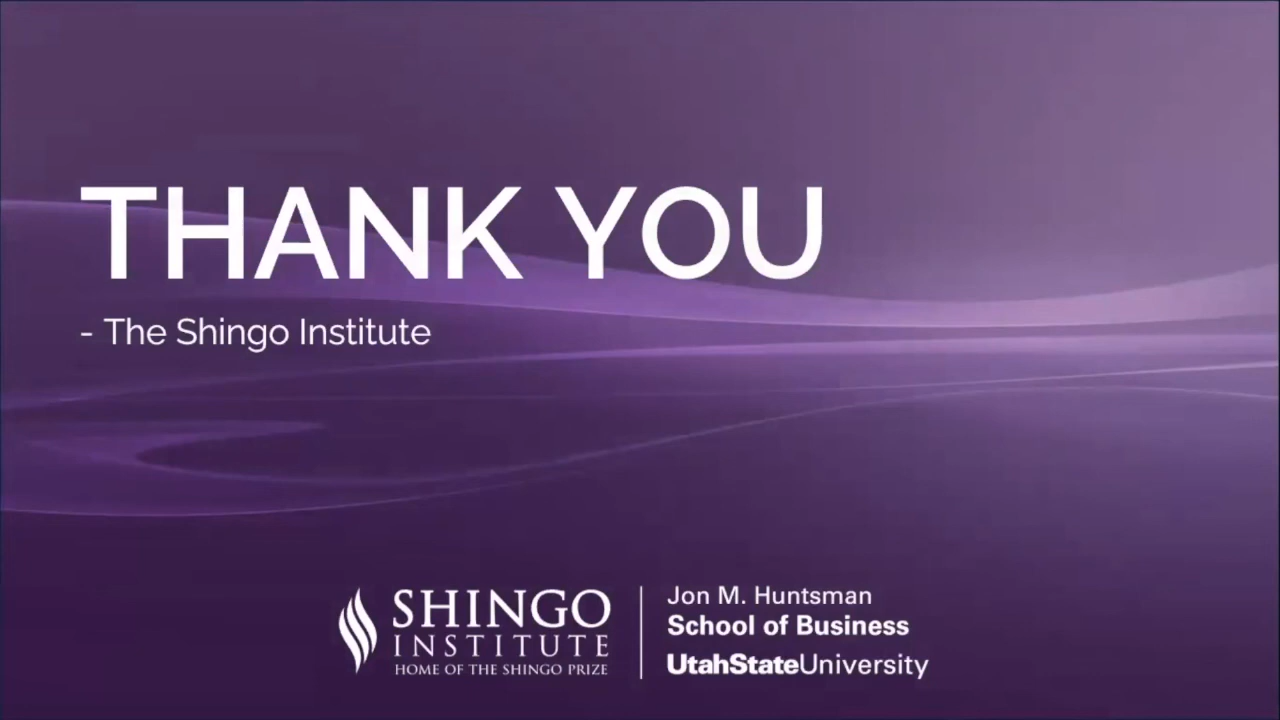 THANK YOU
- The Shingo Institute
SHINGO
INSTITUTE
HOME OF THE SHINGO PRIZE
Jon M. Huntsman
School of Business
UtahStateUniversity